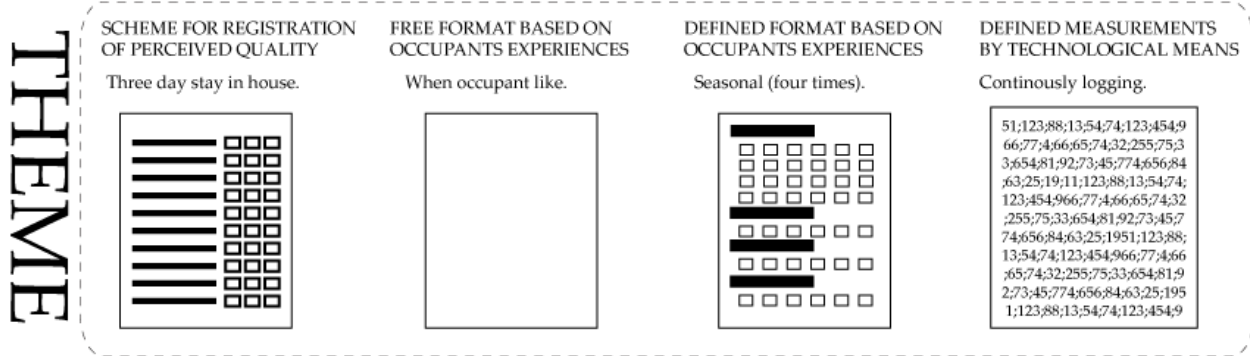 THEME
SCHEME FOR REGISTRATION
OF PERCEIVED QUALITY
Three day stay in house.
FREE FORMAT BASED ON
OCCUPANTS EXPERIENCES
When occupant like.
DEFINED FORMAT BASED ON
OCCUPANTS EXPERIENCES
Seasonal (four times).
DEFINED MEASUREMENTS
BY TECHNOLOGICAL MEANS
Continously logging.
51;123;88;13;54;74;123;454;9
66;77;4;66;65;74;32;255;75;3
3;654;81;92;73;45;774;656;84
;63;25;19;11;123;88;13;54;74;
123;454;966;77;4;66;65;74;32
;255;75;33;654;81;92;73;45;7
74;656;84;63;25;1951;123;88;
13;54;74;123;454;966;77;4;66
;65;74;32;255;75;33;654;81;9
2;73;45;774;656;84;63;25;195
1;123;88;13;54;74;123;454;9